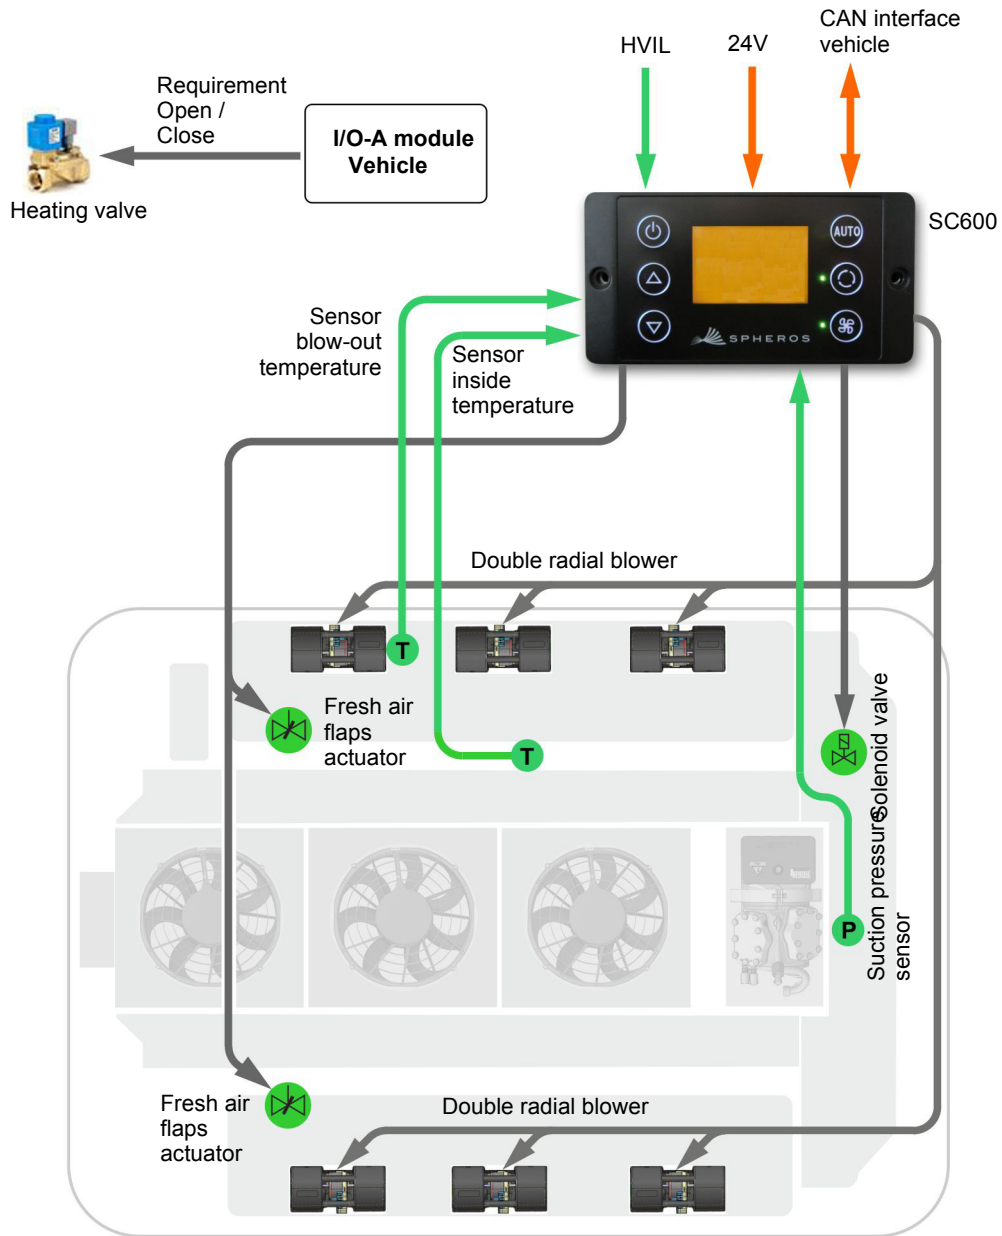 CAN interface
vehicle
HVIL
24V
Requirement
Open /
Close
I/O-A module
Vehicle
Heating valve
SC600
AUTO
SPHEROS
Sensor
blow-out
temperature
Sensor
inside
temperature
Double radial blower
T
Fresh air
flaps
actuator
T
Solenoid valve
Suction pressure
sensor
P
Fresh air
flaps
actuator
Double radial blower